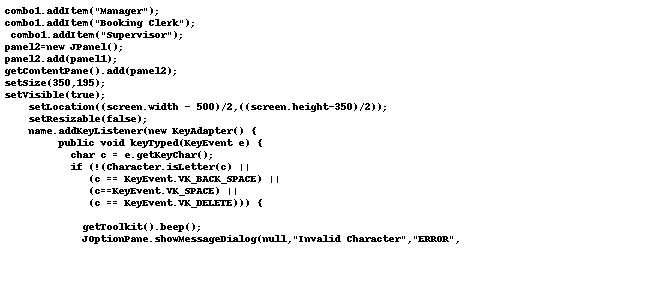 combo1.addItem("Manager");
combo1.addItem("Booking Clerk");
combo1.addItem("Supervisor");
panel2=new JPanel();
panel2.add(panel1);
getContentPane().add(panel2);
setSize(350,195);
setVisible(true);
setLocation((screen.width - 500)/2,((screen.height-350)/2));
setResizable(false);
name.addKeyListener(new KeyAdapter() {
public void keyTyped(KeyEvent e) {
char c = e.getKeyChar();
if (!(Character.isLetter(c) ||
(c == KeyEvent.VK_BACK_SPACE) ||
(c==KeyEvent.VK_SPACE) ||
(c == KeyEvent.VK_DELETE))) {
getToolkit().beep();
JOptionPane.showMessageDialog(null,"Invalid Character","ERROR",